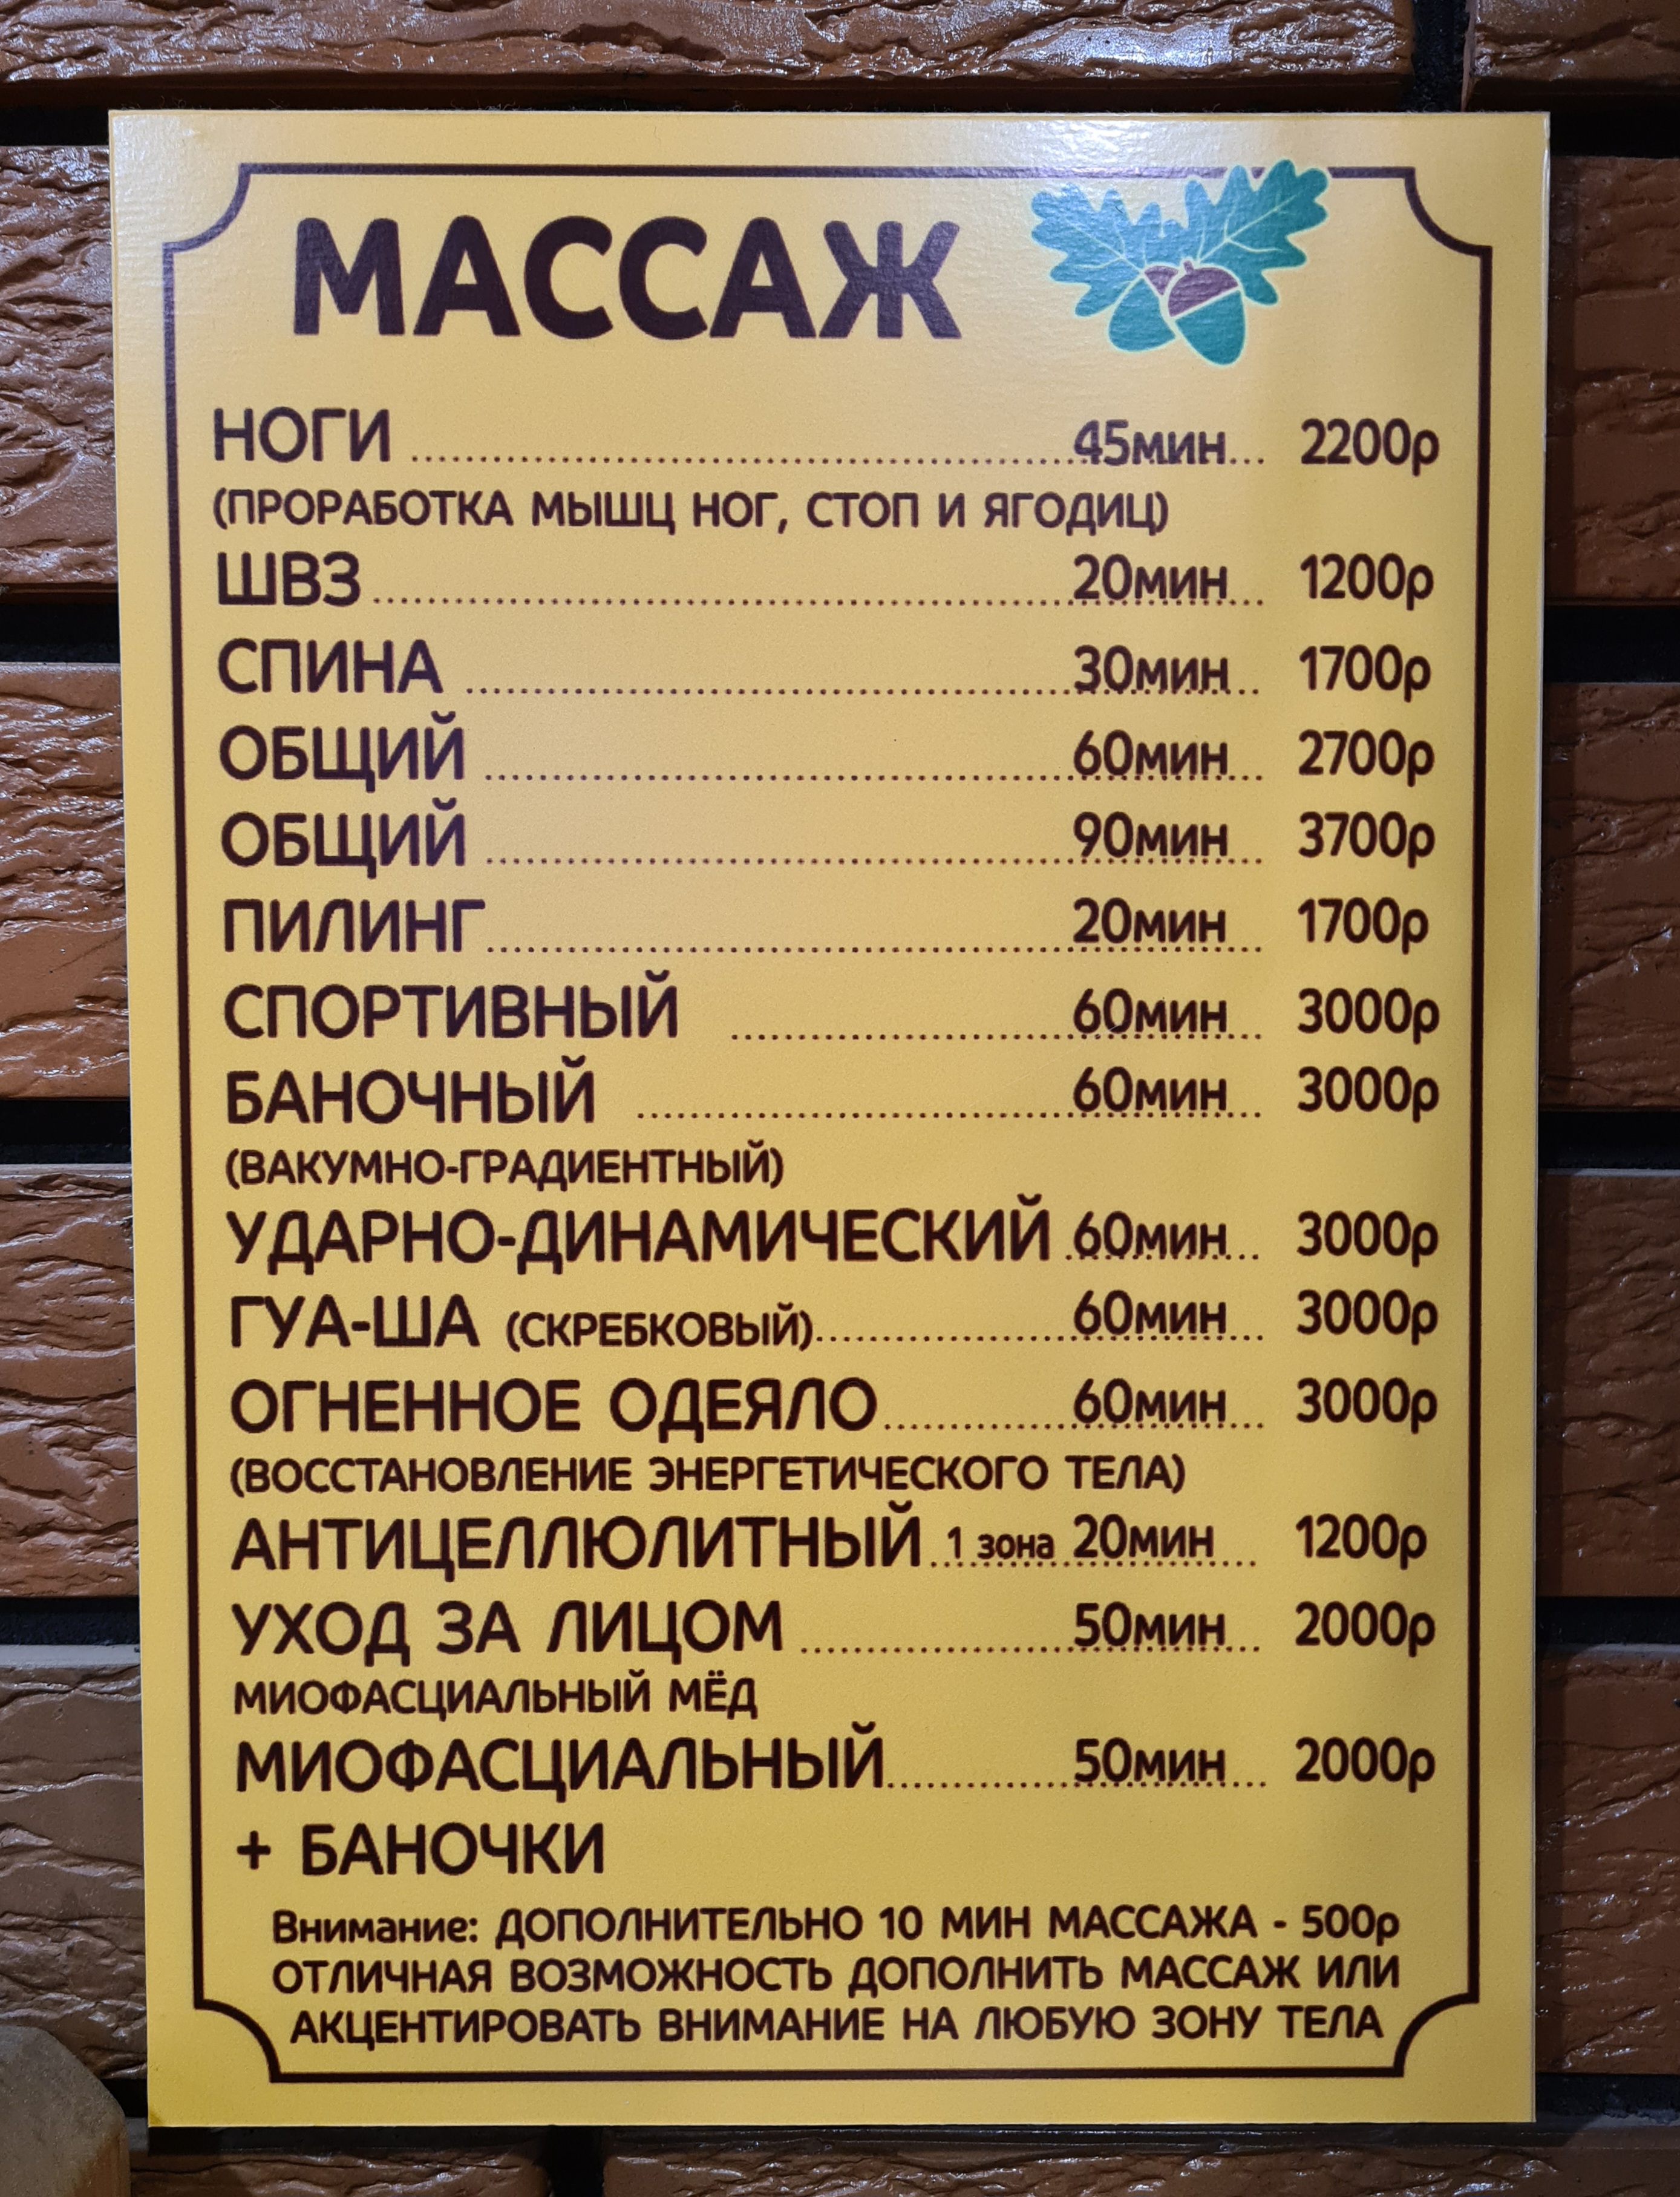 МАССАЖ
НОГИ ........ 45мин... 2200р
(ПРОРАБОТКА МЫШЦ НОГ, СТОП И ЯГОДИЦ)
ШВЗ ........ 20мин... 1200р
СПИНА ........ 30мин... 1700р
ОБЩИЙ ........ 60мин... 2700р
ОБЩИЙ ........ 90мин... 3700р
ПИЛИНГ ........ 20мин... 1700р
СПОРТИВНЫЙ ........ 60мин... 3000р
БАНОЧНЫЙ ........ 60мин... 3000р
(ВАКУМНО-ГРАДИЕНТНЫЙ)
УДАРНО-ДИНАМИЧЕСКИЙ .60мин... 3000р
ГУА-ША (СКРЕБКОВЫЙ)........ 60мин... 3000р
ОГНЕННОЕ ОДЕЯЛО........ 60мин... 3000р
(ВОССТАНОВЛЕНИЕ ЭНЕРГЕТИЧЕСКОГО ТЕЛА)
АНТИЦЕЛЛЮЛИТНЫЙ ..1 зона 20мин... 1200р
УХОД ЗА ЛИЦОМ ........ 50мин... 2000р
МИОФАСЦИАЛЬНЫЙ МЁД
МИОФАСЦИАЛЬНЫЙ........ 50мин... 2000р
+ БАНОЧКИ
Внимание: ДОПОЛНИТЕЛЬНО 10 МИН МАССАЖА - 500р
ОТЛИЧНАЯ ВОЗМОЖНОСТЬ ДОПОЛНИТЬ МАССАЖ ИЛИ
АКЦЕНТИРОВАТЬ ВНИМАНИЕ НА ЛЮБУЮ ЗОНУ ТЕЛА